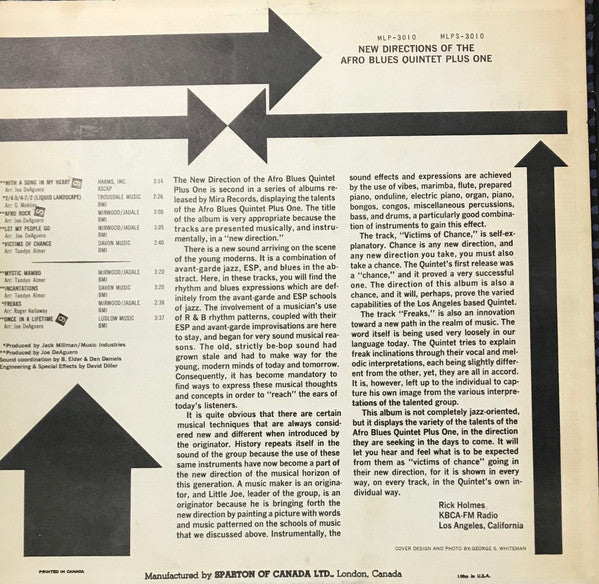 MLP-3010 MLPS-3010
NEW DIRECTIONS OF THE
AFRO BLUES QUINTET PLUS ONE
**WITH A SONG IN MY HEART HARMS, INC. 3:14
Arr: Joe DeAguero ASCAP
*3/4-5/4-7/2 (LIQUID LANDSCAPE) TROUSDALE MUSIC 2:26
Arr: G. Makins BMI
**AFRO ROCK MIRWOOD/JADALE 2:30
Arr: Joe DeAguero BMI
**LET MY PEOPLE GO MIRWOOD/JADALE 3:05
Arr: Joe DeAguero BMI
*VICTIMS OF CHANCE DAVON MUSIC 2:40
Arr: Tandyn Almer BMI
**MYSTIC MAMBO MIRWOOD/JADALE 3:20
Arr: Tandyn Almer BMI
**INCANTATIONS DAVON MUSIC 3:20
Arr: Tandyn Almer BMI
*FREAKS MIRWOOD/JADALE 2:36
Arr: Roger Kellaway BMI
**ONCE IN A LIFETIME LUDLOW MUSIC 3:37
Arr: Joe DeAguero BMI
*Produced by Jack Millman/Music Industries
**Produced by Joe DeAguero
Sound coordination by B. Elder & Dan Daniels
Engineering & Special Effects by David Diller
The New Direction of the Afro Blues Quintet
Plus One is second in a series of albums re-
leased by Mira Records, displaying the talents
of the Afro Blues Quintet Plus One. The title
of the album is very appropriate because the
tracks are presented musically, and instru-
mentally, in a "new direction."
There is a new sound arriving on the scene
of the young moderns. It is a combination of
avant-garde jazz, ESP, and blues in the ab-
stract. Here, in these tracks, you will find the
rhythm and blues expressions which are def-
initely from the avant-garde and ESP schools
of jazz. The involvement of a musician's use
of R & B rhythm patterns, coupled with their
ESP and avant-garde improvisations are here
to stay, and began for very sound musical rea-
sons. The old, strictly be-bop sound had
grown stale and had to make way for the
young, modern minds of today and tomorrow.
Consequently, it has become mandatory to
find ways to express these musical thoughts
and concepts in order to "reach" the ears of
today's listeners.
It is quite obvious that there are certain
musical techniques that are always consid-
ered new and different when introduced by
the originator. History repeats itself in the
sound of the group because the use of these
same instruments have now become a part of
the new direction of the musical horizon of
this generation. A music maker is an origina-
tor, and Little Joe, leader of the group, is an
originator because he is bringing forth the
new direction by painting a picture with words
and music patterned on the schools of music
that we discussed above. Instrumentally, the
sound effects and expressions are achieved
by the use of vibes, marimba, flute, prepared
piano, onduline, electric piano, organ, piano,
bongos, congos, miscellaneous percussions,
bass, and drums, a particularly good combina-
tion of instruments to gain this effect.
The track, "Victims of Chance," is self-ex-
planatory. Chance is any new direction, and
any new direction you take, you must also
take a chance. The Quintet's first release was
a "chance," and it proved a very successful
one. The direction of this album is also a
chance, and it will, perhaps, prove the varied
capabilities of the Los Angeles based Quintet.
The track "Freaks," is also an innovation
toward a new path in the realm of music. The
word itself is being used very loosely in our
language today. The Quintet tries to explain
freak inclinations through their vocal and mel-
odic interpretations, each being slightly differ-
ent from the other, yet, they are all in accord.
It is, however, left up to the individual to cap-
ture his own image from the various interpre-
tations of the talented group.
This album is not completely jazz-oriented,
but it displays the variety of the talents of the
Afro Blues Quintet Plus One, in the direction
they are seeking in the days to come. It will
let you hear and feel what is to be expected
from them as "victims of chance" going in
their new direction, for it is shown in every
way, on every track, in the Quintet's own in-
dividual way.
Rick Holmes
KBCA-FM Radio
Los Angeles, California
COVER DESIGN AND PHOTO BY: GEORGE S. WHITEMAN
PRINTED IN CANADA
Manufactured by SPARTON OF CANADA LTD., London, Canada
Litho in U.S.A.